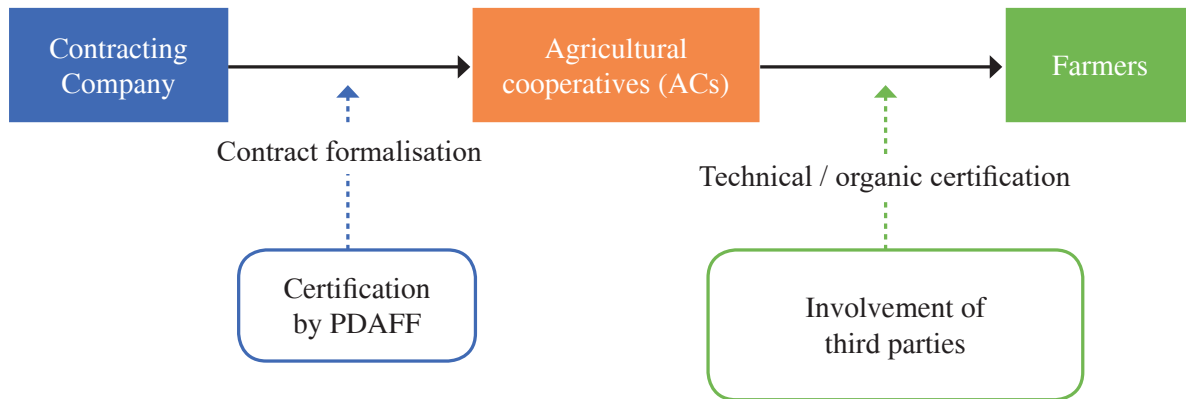 Contracting
Company
Agricultural
cooperatives (ACs)
Farmers
Contract formalisation
Technical / organic certification
Certification
by PDAFF
Involvement of
third parties